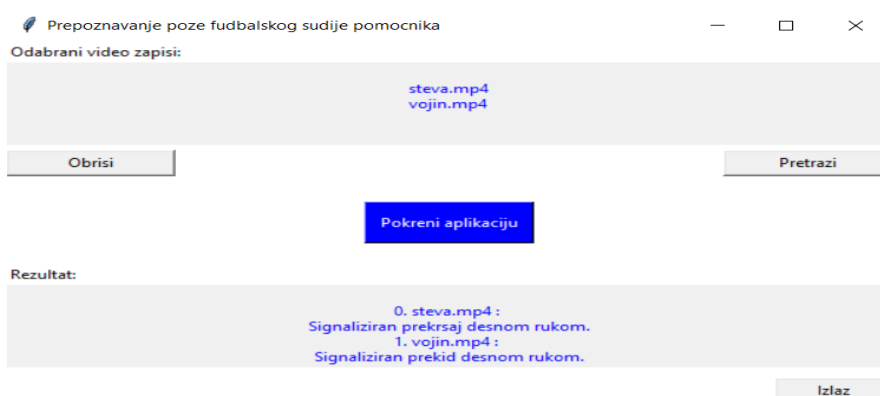 Prepoznavanje poze fudbalskog sudije pomocnika
Odabrani video zapisi:
steva.mp4
vojin.mp4
Obrisi
Pretrazi
Pokreni aplikaciju
Rezultat:
0. steva.mp4 :
Signaliziran prekrsaj desnom rukom.
1. vojin.mp4 :
Signaliziran prekid desnom rukom.
Izlaz